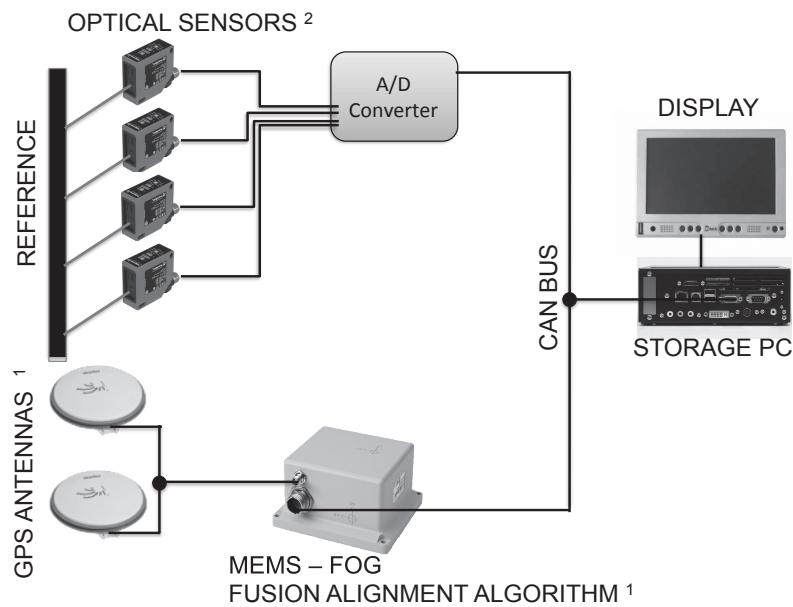 OPTICAL SENSORS ²
A/D
Converter
REFERENCE
DISPLAY
CAN BUS
STORAGE PC
GPS ANTENNAS ¹
MEMS – FOG
FUSION ALIGNMENT ALGORITHM ¹